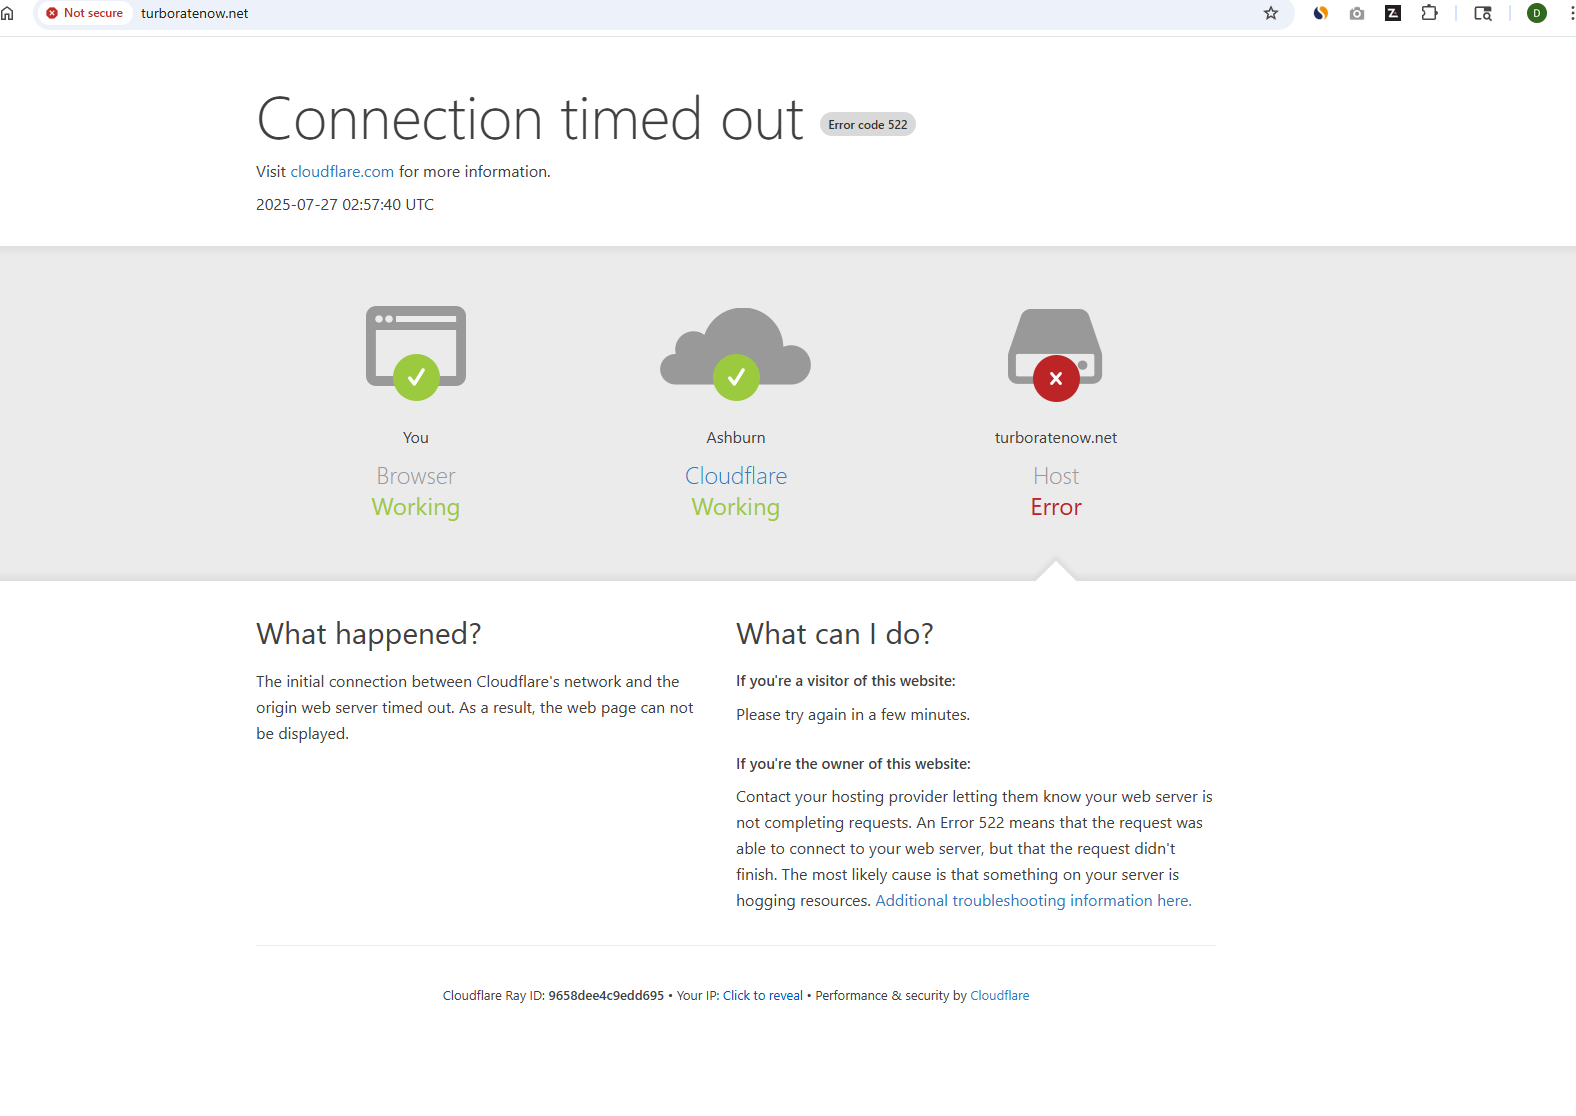 Not secure turboratenow.net
D
Connection timed out Error code 522
Visit cloudflare.com for more information.
2025-07-27 02:57:40 UTC
You
Browser
Working
Ashburn
Cloudflare
Working
turboratenow.net
Host
Error
What happened?
The initial connection between Cloudflare's network and the
origin web server timed out. As a result, the web page can not
be displayed.
What can I do?
If you're a visitor of this website:
Please try again in a few minutes.
If you're the owner of this website:
Contact your hosting provider letting them know your web server is
not completing requests. An Error 522 means that the request was
able to connect to your web server, but that the request didn't
finish. The most likely cause is that something on your server is
hogging resources. Additional troubleshooting information here.
Cloudflare Ray ID: 9658dee4c9edd695 • Your IP: Click to reveal • Performance & security by Cloudflare